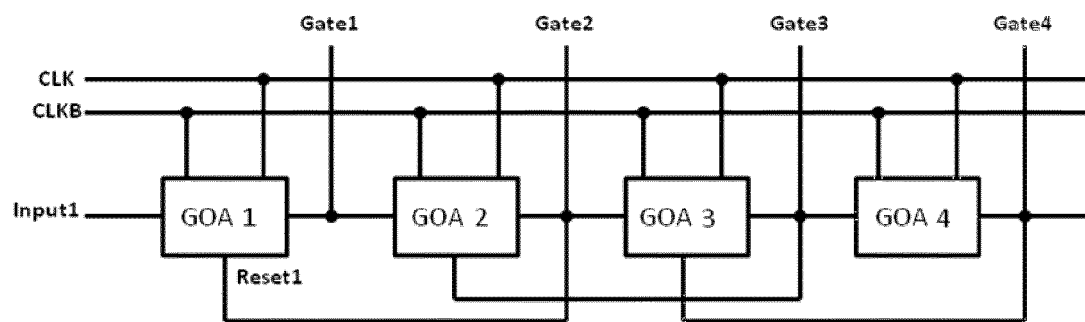 Gate1 Gate2 Gate3 Gate4
CLK
CLKB
Input1 GOA 1 GOA 2 GOA 3 GOA 4
Reset1